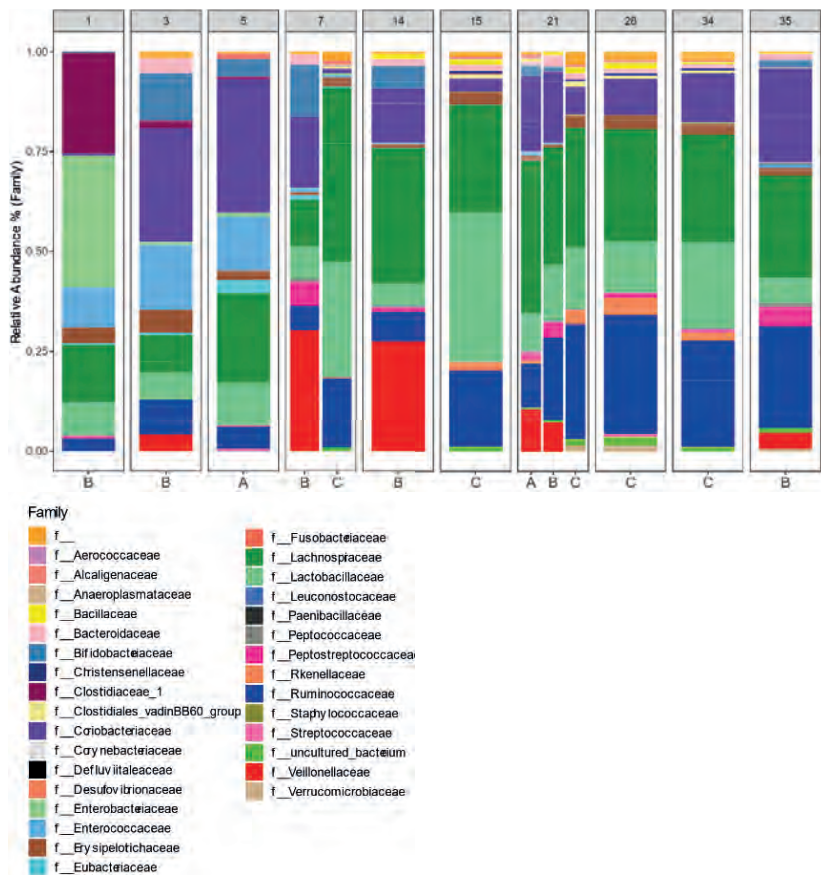 1 3 5 7 14 15 21 28 34 35
Relative Abundance % (Family)
1.00
0.75
0.50
0.25
0.00
B B A B C B C A B C C C B
Family
f__
f__Aerococcaceae
f__Alcaligenaceae
f__Anaeroplasmataceae
f__Bacillaceae
f__Bacteroidaceae
f__Bifidobacteriaceae
f__Christensenellaceae
f__Clostidiaceae_1
f__Clostidiales_vadinBB60_group
f__Coriobacteriaceae
f__Corynebacteriaceae
f__Defluviitaleaceae
f__Desulfovibrionaceae
f__Enterobacteriaceae
f__Enterococcaceae
f__Erysipelotichaceae
f__Eubacteriaceae
f__Fusobacteriaceae
f__Lachnospiraceae
f__Lactobacillaceae
f__Leuconostocaceae
f__Paenibacillaceae
f__Peptococcaceae
f__Peptostreptococcaceae
f__Rikenellaceae
f__Ruminococcaceae
f__Staphylococcaceae
f__Streptococcaceae
f__uncultured_bacterium
f__Veillonellaceae
f__Verrucomicrobiaceae